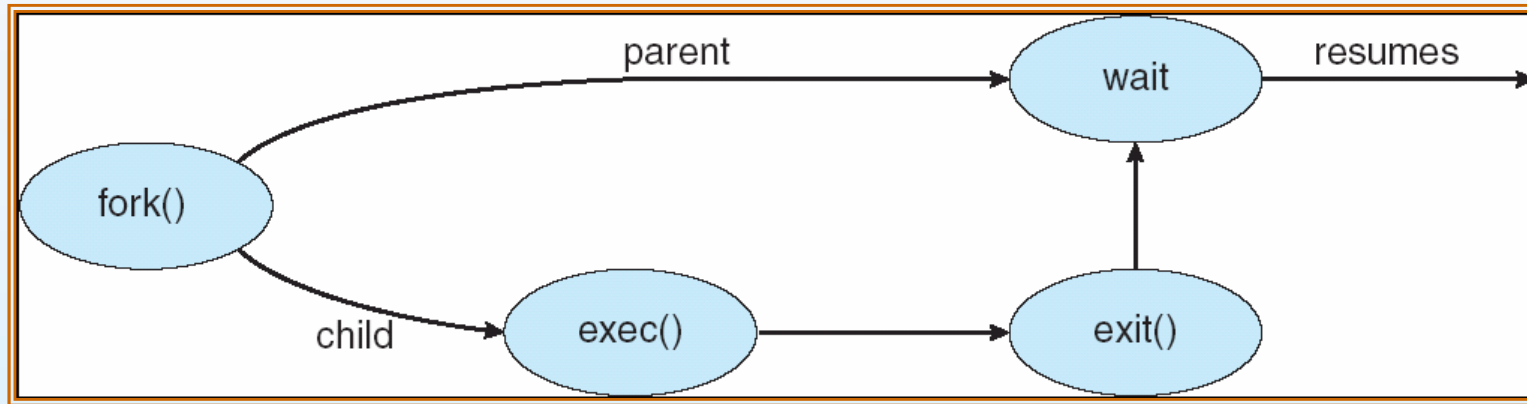 parent
resumes
wait
fork()
child
exec()
exit()